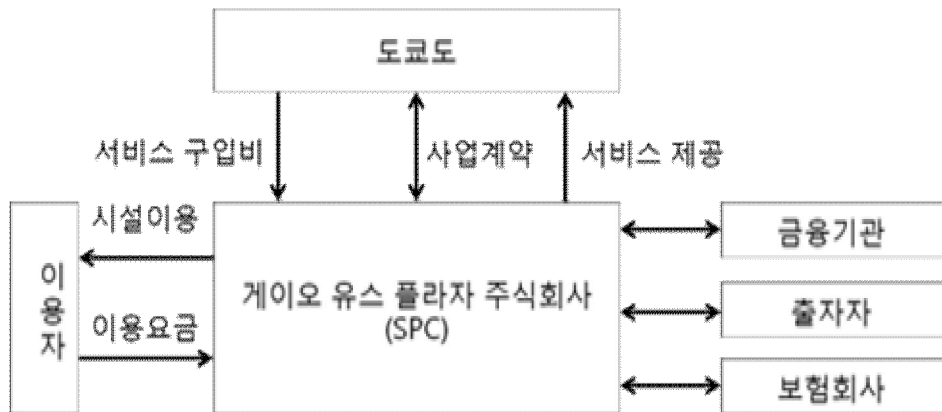 도쿄도
서비스 구입비
사업계약
서비스 제공
시설이용
이용자
이용요금
게이오 유스 플라자 주식회사
(SPC)
금융기관
출자자
보험회사